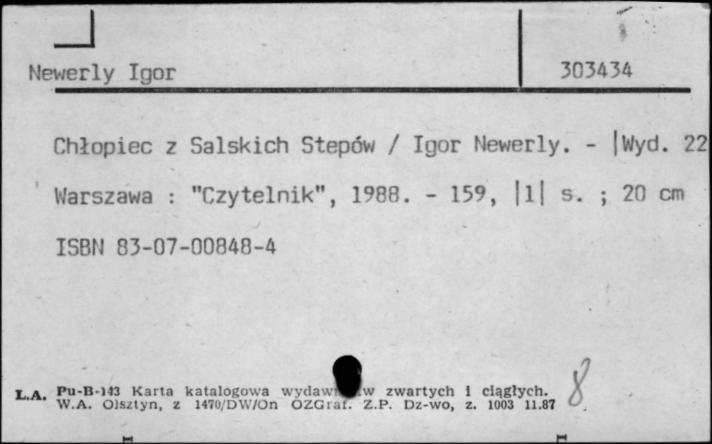 Newerly Igor 303434
Chłopiec z Salskich Stepów / Igor Newerly. - |Wyd. 22
Warszawa : "Czytelnik", 1988. - 159, |1| s. ; 20 cm
ISBN 83-07-00848-4
8
L.A. Pu-B-143 Karta katalogowa zwartych i ciągłych.
W.A. Olsztyn, z 1470/DW/On OZGraf. Z.P. Dz-wo, z. 1003 11.87